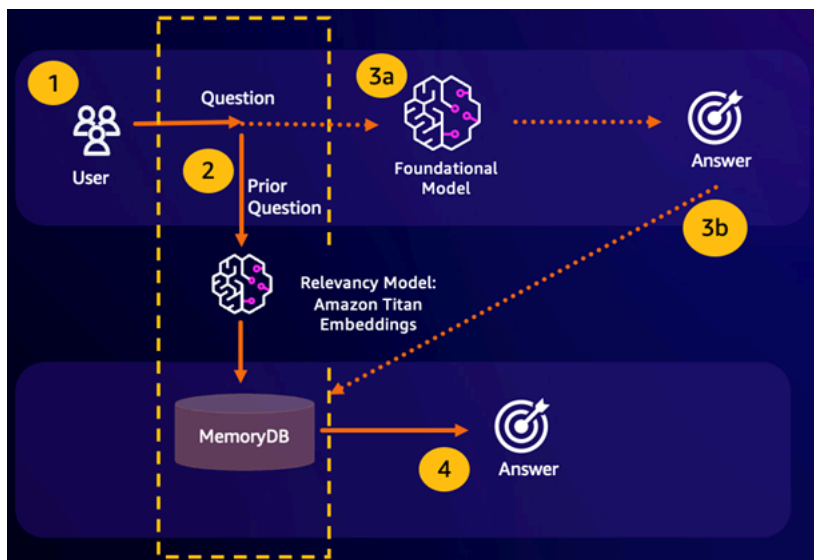 1
User
Question
2
Prior
Question
3a
Foundational
Model
Answer
3b
Relevancy Model:
Amazon Titan
Embeddings
MemoryDB
4
Answer